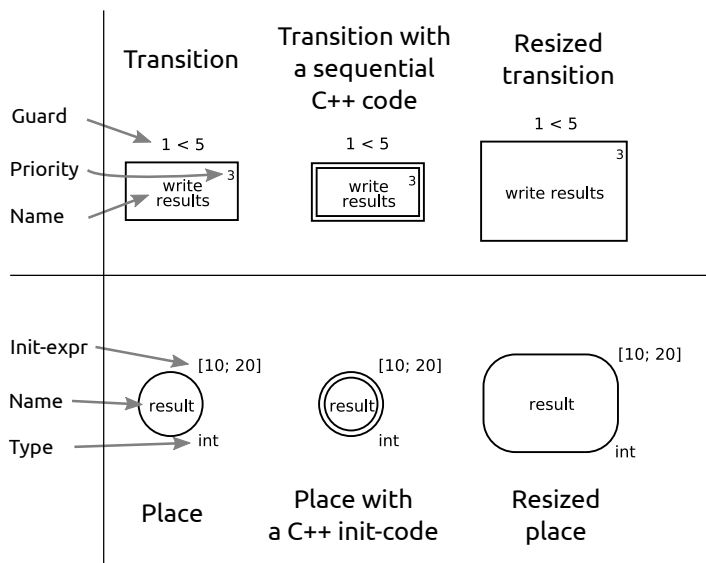 Transition
Transition with
a sequential
C++ code
Resized
transition
Guard
1 < 5
1 < 5
1 < 5
Priority
3
3
3
Name
write
results
write
results
write results
Init-expr
[10; 20]
[10; 20]
[10; 20]
Name
result
result
result
Type
int
int
int
Place
Place with
a C++ init-code
Resized
place